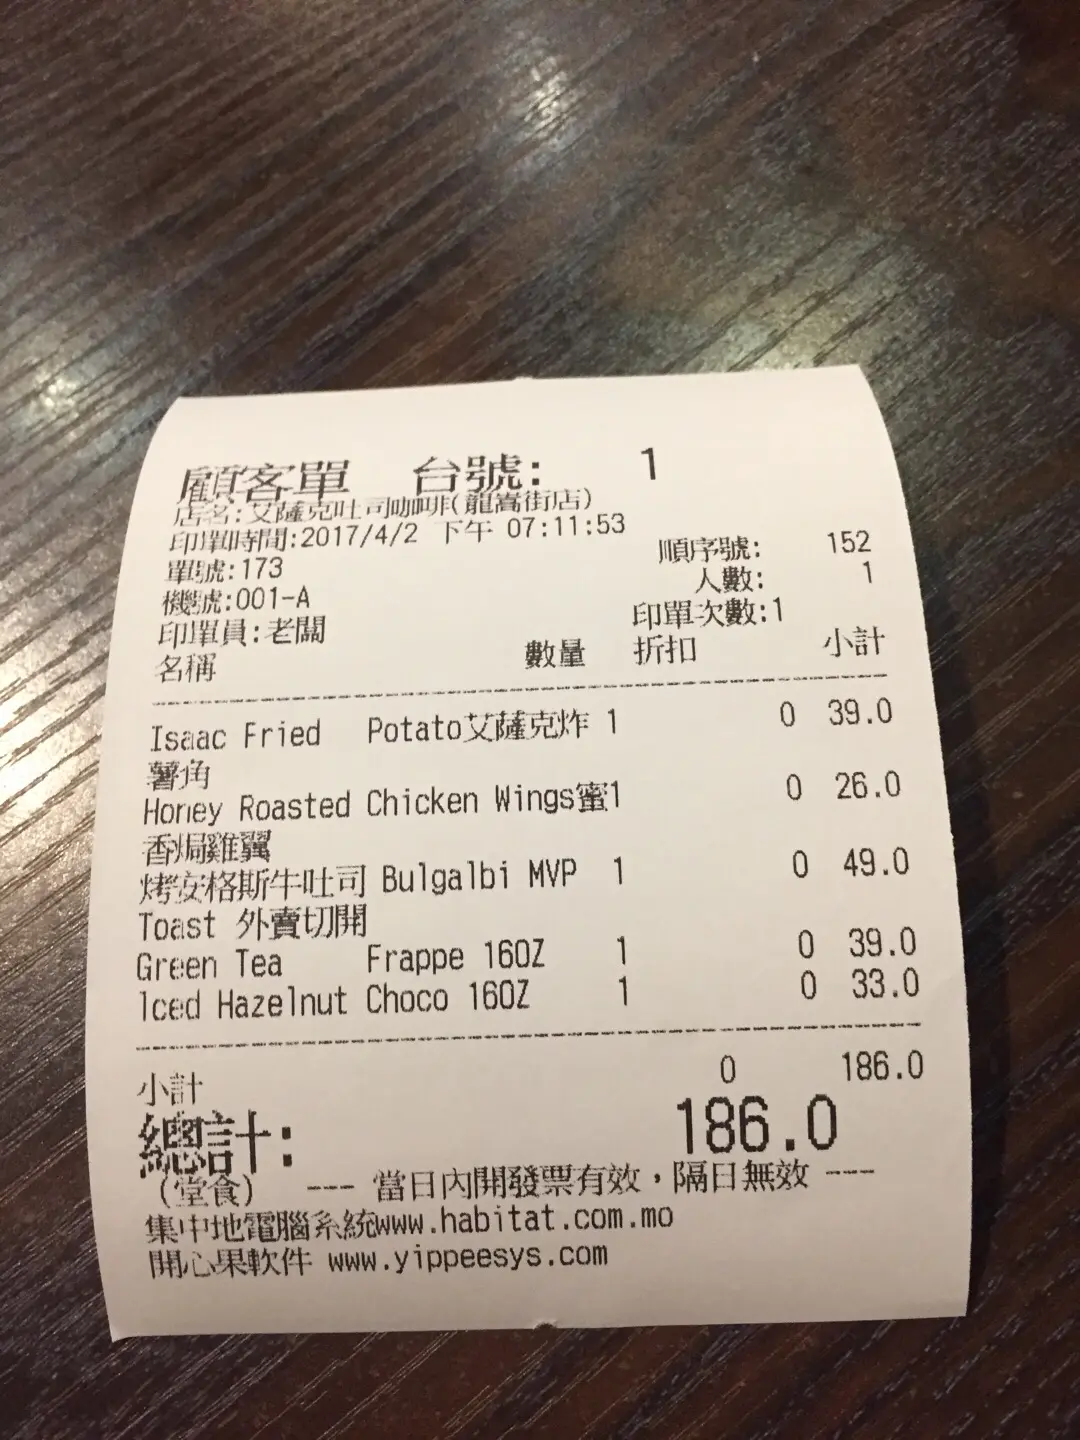 顧客單 台號: 1
店名:艾薩克吐司咖啡(龍嵩街店)
印單時間:2017/4/2 下午 07:11:53
單號:173 順序號: 152
機號:001-A 人數: 1
印單員:老闆 印單次數:1
名稱 數量 折扣 小計
Isaac Fried Potato艾薩克炸 1 0 39.0
薯角
Honey Roasted Chicken Wings蜜1 0 26.0
香焗雞翼
烤安格斯牛吐司 Bulgalbi MVP 1 0 49.0
Toast 外賣切開
Green Tea Frappe 16OZ 1 0 39.0
Iced Hazelnut Choco 16OZ 1 0 33.0
小計 0 186.0
總計: 186.0
(堂食) --- 當日內開發票有效，隔日無效 ---
集中地電腦系統www.habitat.com.mo
開心果軟件 www.yippeesys.com